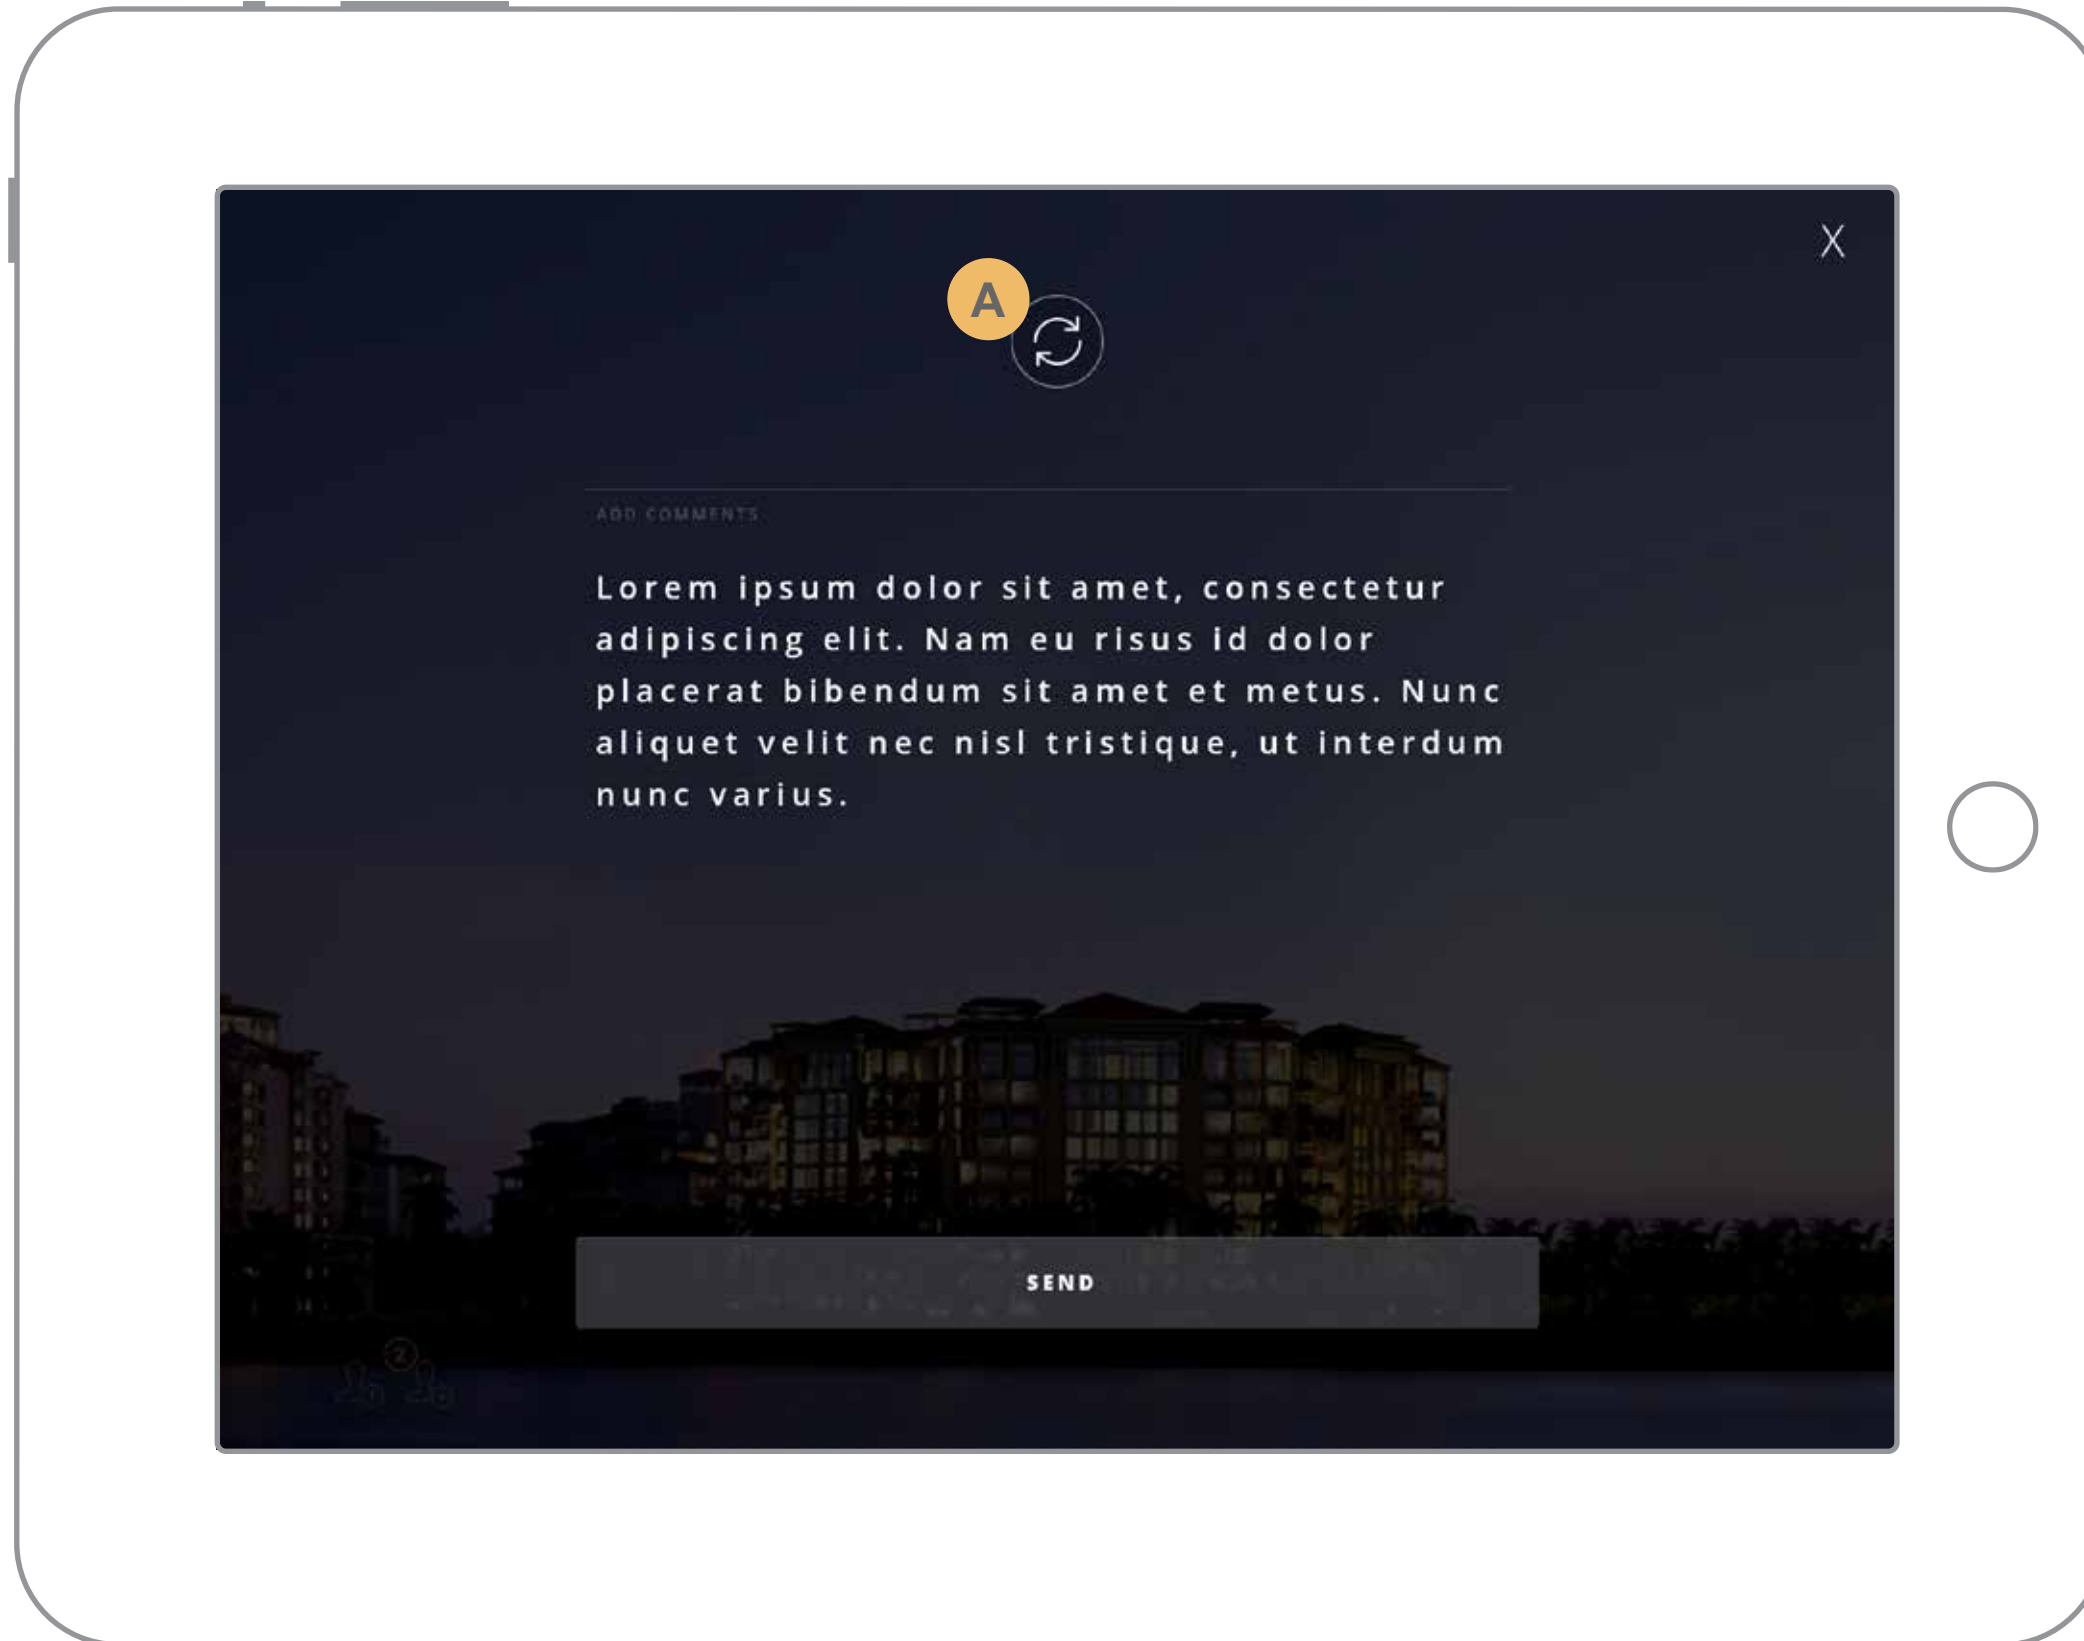 X
A
ADD COMMENTS
Lorem ipsum dolor sit amet, consectetur
adipiscing elit. Nam eu risus id dolor
placerat bibendum sit amet et metus. Nunc
aliquet velit nec nisl tristique, ut interdum
nunc varius.
SEND
2